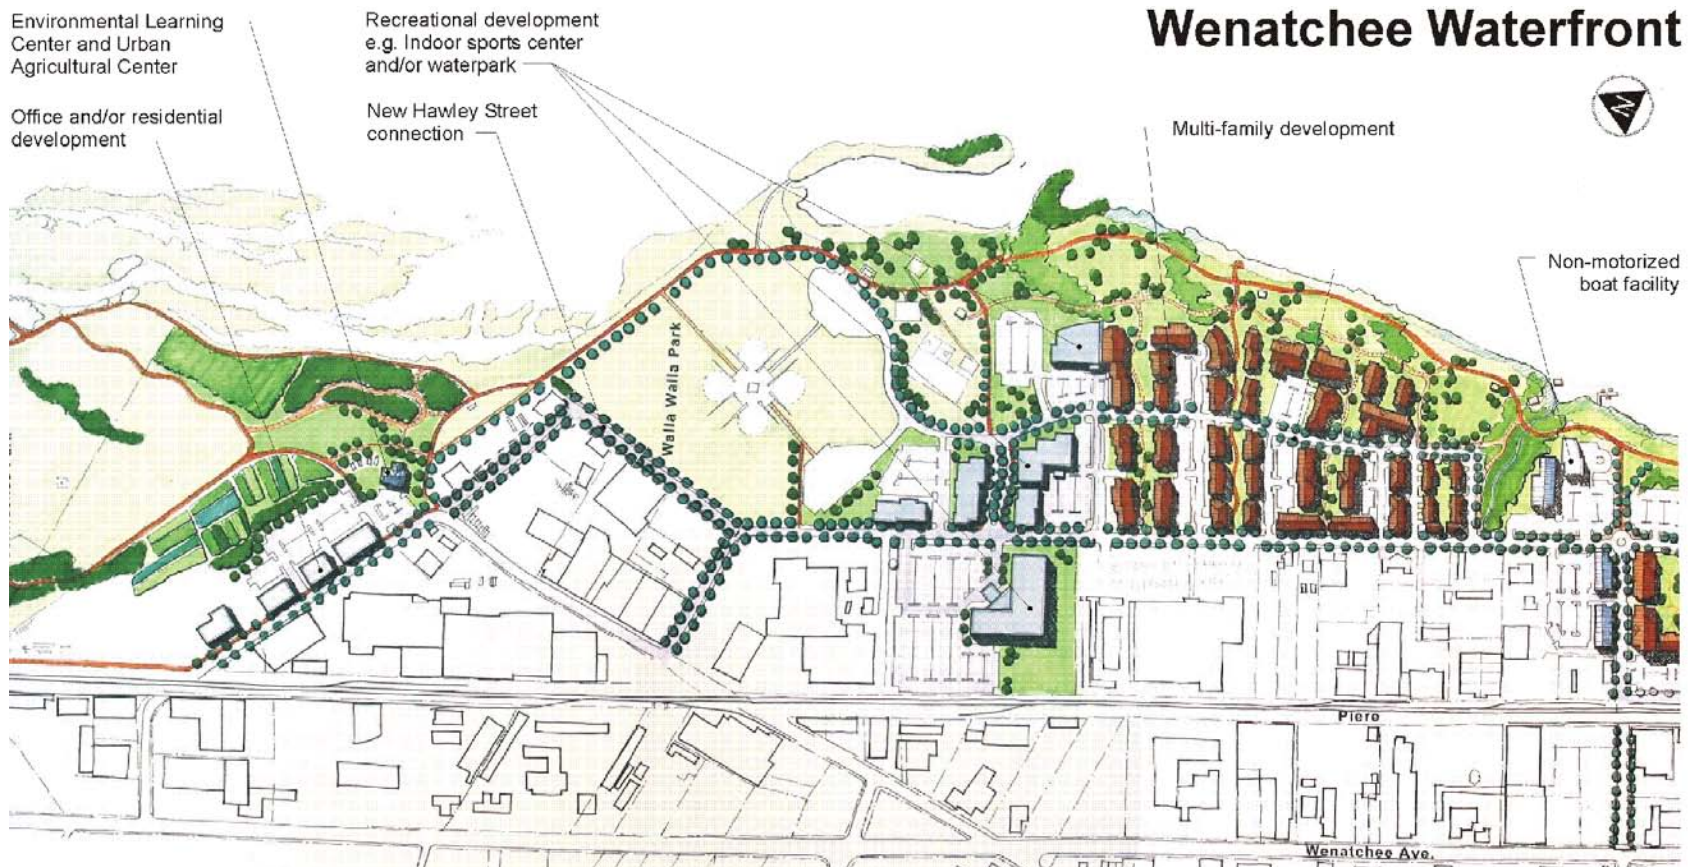 Wenatchee Waterfront
Environmental Learning
Center and Urban
Agricultural Center
Recreational development
e.g. Indoor sports center
and/or waterpark
Office and/or residential
development
New Hawley Street
connection
Multi-family development
Non-motorized
boat facility
N
Walla Walla Park
Piere
Wenatchee Ave.